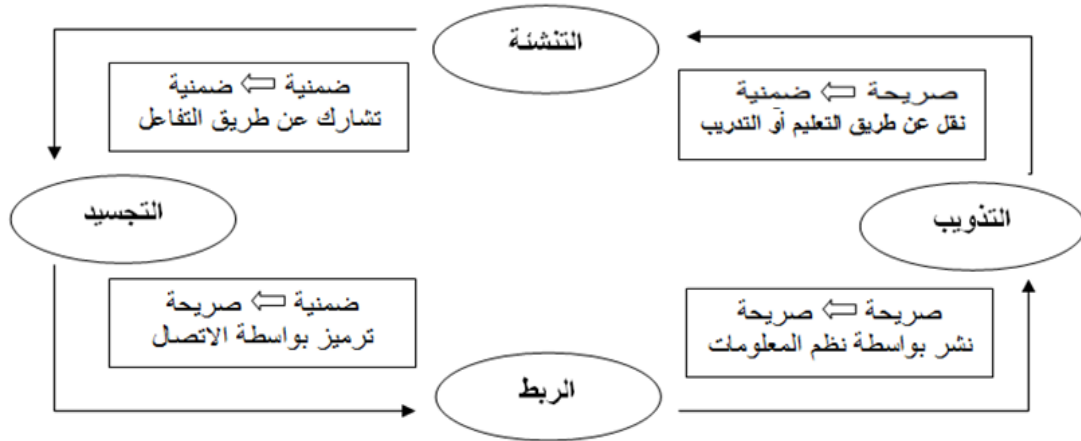 التنشئة
صريحة ⇦ ضمنية
نقل عن طريق التعليم أو التدريب
ضمنية ⇦ ضمنية
تشارك عن طريق التفاعل
التذويب
التجسيد
صريحة ⇦ صريحة
نشر بواسطة نظم المعلومات
ضمنية ⇦ صريحة
ترميز بواسطة الاتصال
الربط